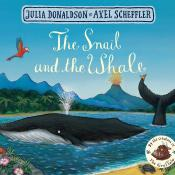 JULIA DONALDSON · AXEL SCHEFFLER
The Snail
and the Whale